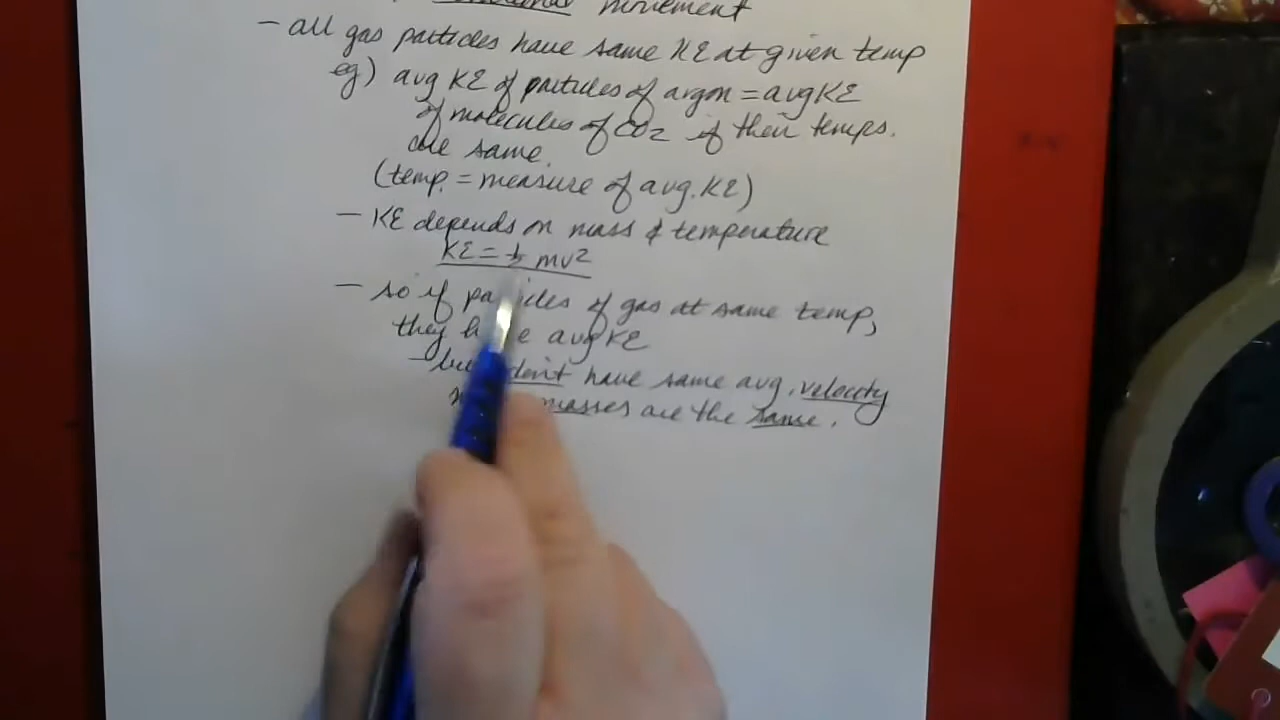 movement
- all gas particles have same KE at given temp
eg) avg KE of particles of argon = avg KE
of molecules of CO2 if their temps.
are same.
(temp. = measure of avg. KE)
- KE depends on mass & temperature
KE = ½ mv²
- so if particles of gas at same temp,
they have avg KE
- but don't have same avg. velocity
masses are the same.